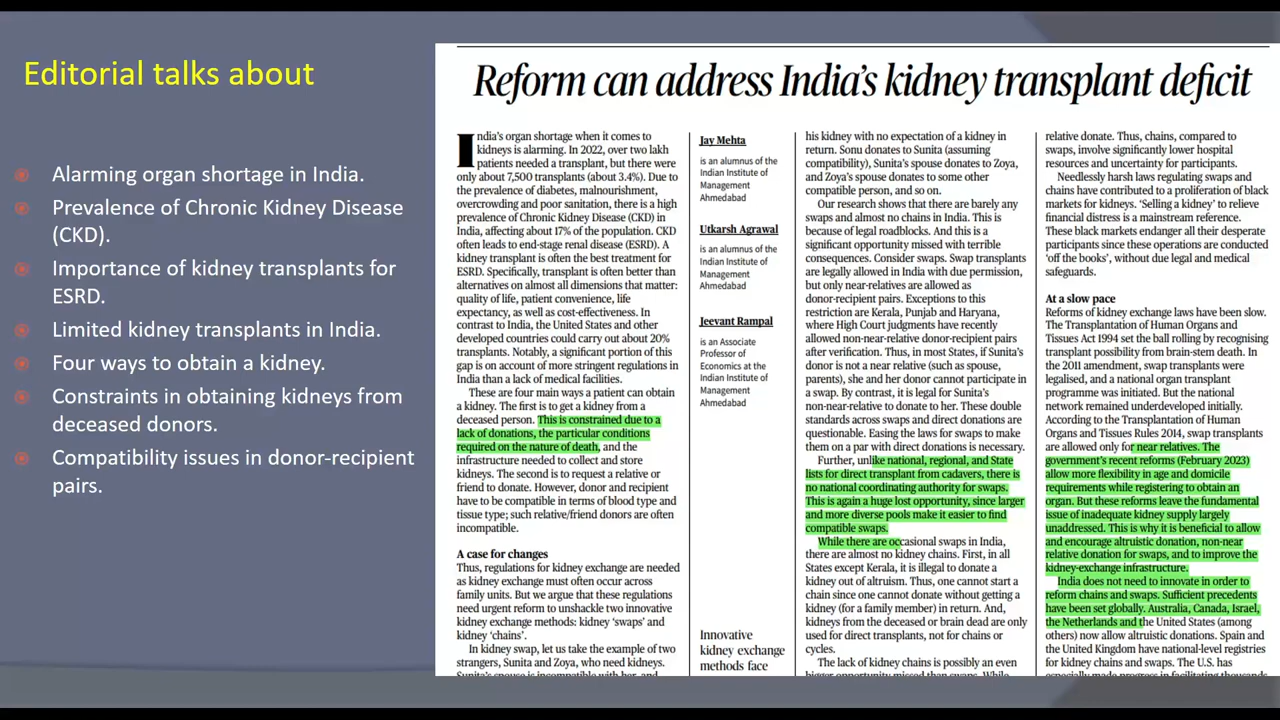 Editorial talks about
Alarming organ shortage in India.
Prevalence of Chronic Kidney Disease
(CKD).
Importance of kidney transplants for
ESRD.
Limited kidney transplants in India.
Four ways to obtain a kidney.
Constraints in obtaining kidneys from
deceased donors.
Compatibility issues in donor-recipient
pairs.
Reform can address India's kidney transplant deficit
India's organ shortage when it comes to
kidneys is alarming. In 2022, over two lakh
patients needed a transplant, but there were
only about 7,500 transplants (about 3.4%). Due to
the prevalence of diabetes, malnourishment,
overcrowding and poor sanitation, there is a high
prevalence of Chronic Kidney Disease (CKD) in
India, affecting about 17% of the population. CKD
often leads to end-stage renal disease (ESRD). A
kidney transplant is often the best treatment for
ESRD. Specifically, transplant is often better than
alternatives on almost all dimensions that matter:
quality of life, patient convenience, life
expectancy, as well as cost-effectiveness. In
contrast to India, the United States and other
developed countries could carry out about 20%
transplants. Notably, a significant portion of this
gap is on account of more stringent regulations in
India than a lack of medical facilities.
These are four main ways a patient can obtain
a kidney. The first is to get a kidney from a
deceased person. This is constrained due to a
lack of donations, the particular conditions
required on the nature of death, and the
infrastructure needed to collect and store
kidneys. The second is to request a relative or
friend to donate. However, donor and recipient
have to be compatible in terms of blood type and
tissue type; such relative/friend donors are often
incompatible.
A case for changes
Thus, regulations for kidney exchange are needed
as kidney exchange must often occur across
family units. But we argue that these regulations
need urgent reform to unshackle two innovative
kidney exchange methods: kidney 'swaps' and
kidney 'chains'.
In kidney swap, let us take the example of two
strangers, Sunita and Zoya, who need kidneys.
Sunita's spouse is incompatible with her, and
Jay Mehta
is an alumnus of the
Indian Institute of
Management
Ahmedabad
Utkarsh Agrawal
is an alumnus of the
Indian Institute of
Management
Ahmedabad
Jeevant Rampal
is an Associate
Professor of
Economics at the
Indian Institute of
Management
Ahmedabad
Innovative
kidney exchange
methods face
his kidney with no expectation of a kidney in
return. Sonu donates to Sunita (assuming
compatibility), Sunita's spouse donates to Zoya,
and Zoya's spouse donates to some other
compatible person, and so on.
Our research shows that there are barely any
swaps and almost no chains in India. This is
because of legal roadblocks. And this is a
significant opportunity missed with terrible
consequences. Consider swaps. Swap transplants
are legally allowed in India with due permission,
but only near-relatives are allowed as
donor-recipient pairs. Exceptions to this
restriction are Kerala, Punjab and Haryana,
where High Court judgments have recently
allowed non-near-relative donor-recipient pairs
after verification. Thus, in most States, if Sunita's
donor is not a near relative (such as spouse,
parents), she and her donor cannot participate in
a swap. By contrast, it is legal for Sunita's
non-near-relative to donate to her. These double
standards across swaps and direct donations are
questionable. Easing the laws for swaps to make
them on a par with direct donations is necessary.
Further, unlike national, regional, and State
lists for direct transplant from cadavers, there is
no national coordinating authority for swaps.
This is again a huge lost opportunity, since larger
and more diverse pools make it easier to find
compatible swaps.
While there are occasional swaps in India,
there are almost no kidney chains. First, in all
States except Kerala, it is illegal to donate a
kidney out of altruism. Thus, one cannot start a
chain since one cannot donate without getting a
kidney (for a family member) in return. And,
kidneys from the deceased or brain dead are only
used for direct transplants, not for chains or
cycles.
The lack of kidney chains is possibly an even
bigger opportunity missed than swaps. While
relative donate. Thus, chains, compared to
swaps, involve significantly lower hospital
resources and uncertainty for participants.
Needlessly harsh laws regulating swaps and
chains have contributed to a proliferation of black
markets for kidneys. 'Selling a kidney' to relieve
financial distress is a mainstream reference.
These black markets endanger all their desperate
participants since these operations are conducted
'off the books', without due legal and medical
safeguards.
At a slow pace
Reforms of kidney exchange laws have been slow.
The Transplantation of Human Organs and
Tissues Act 1994 set the ball rolling by recognising
transplant possibility from brain-stem death. In
the 2011 amendment, swap transplants were
legalised, and a national organ transplant
programme was initiated. But the national
network remained underdeveloped initially.
According to the Transplantation of Human
Organs and Tissues Rules 2014, swap transplants
are allowed only for near relatives. The
government's recent reforms (February 2023)
allow more flexibility in age and domicile
requirements while registering to obtain an
organ. But these reforms leave the fundamental
issue of inadequate kidney supply largely
unaddressed. This is why it is beneficial to allow
and encourage altruistic donation, non-near
relative donation for swaps, and to improve the
kidney-exchange infrastructure.
India does not need to innovate in order to
reform chains and swaps. Sufficient precedents
have been set globally. Australia, Canada, Israel,
the Netherlands and the United States (among
others) now allow altruistic donations. Spain and
the United Kingdom have national-level registries
for kidney chains and swaps. The U.S. has
especially made progress in facilitating thousands